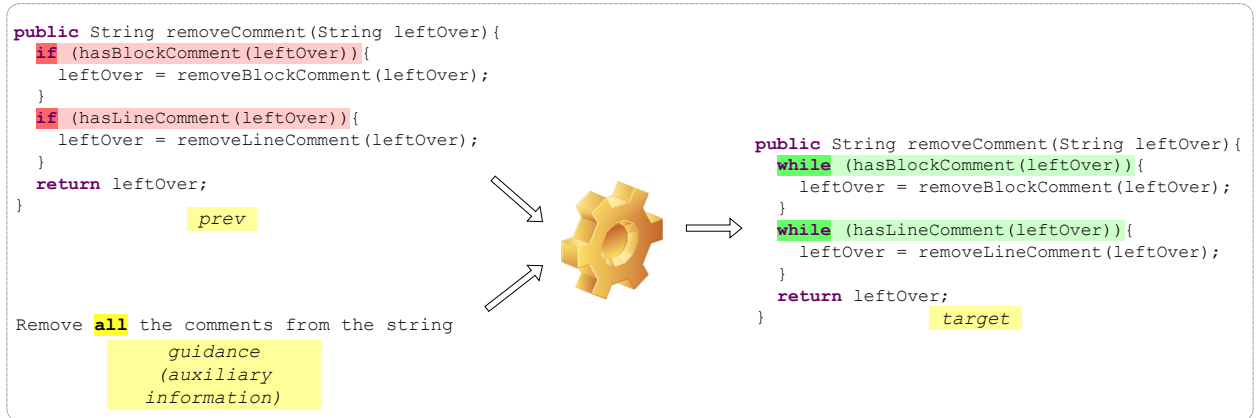 public String removeComment(String leftOver){
if (hasBlockComment(leftOver)){
leftOver = removeBlockComment(leftOver);
}
if (hasLineComment(leftOver)){
leftOver = removeLineComment(leftOver);
}
return leftOver;
}
prev
Remove all the comments from the string
guidance
(auxiliary
information)
public String removeComment(String leftOver){
while (hasBlockComment(leftOver)){
leftOver = removeBlockComment(leftOver);
}
while (hasLineComment(leftOver)){
leftOver = removeLineComment(leftOver);
}
return leftOver;
}
target